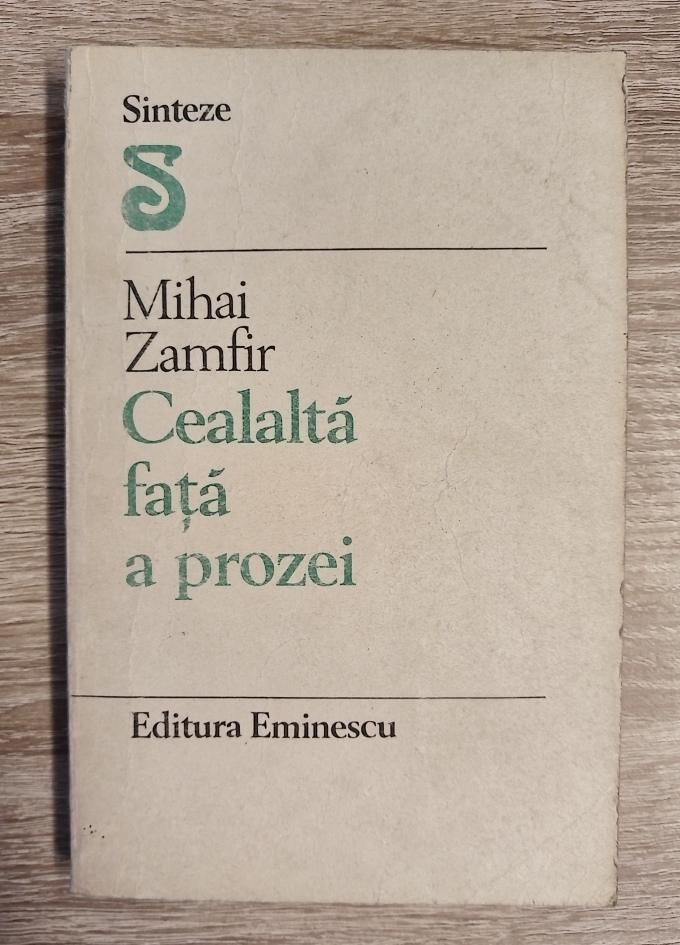 Sinteze
S
Mihai
Zamfir
Cealaltă
față
a prozei
Editura Eminescu